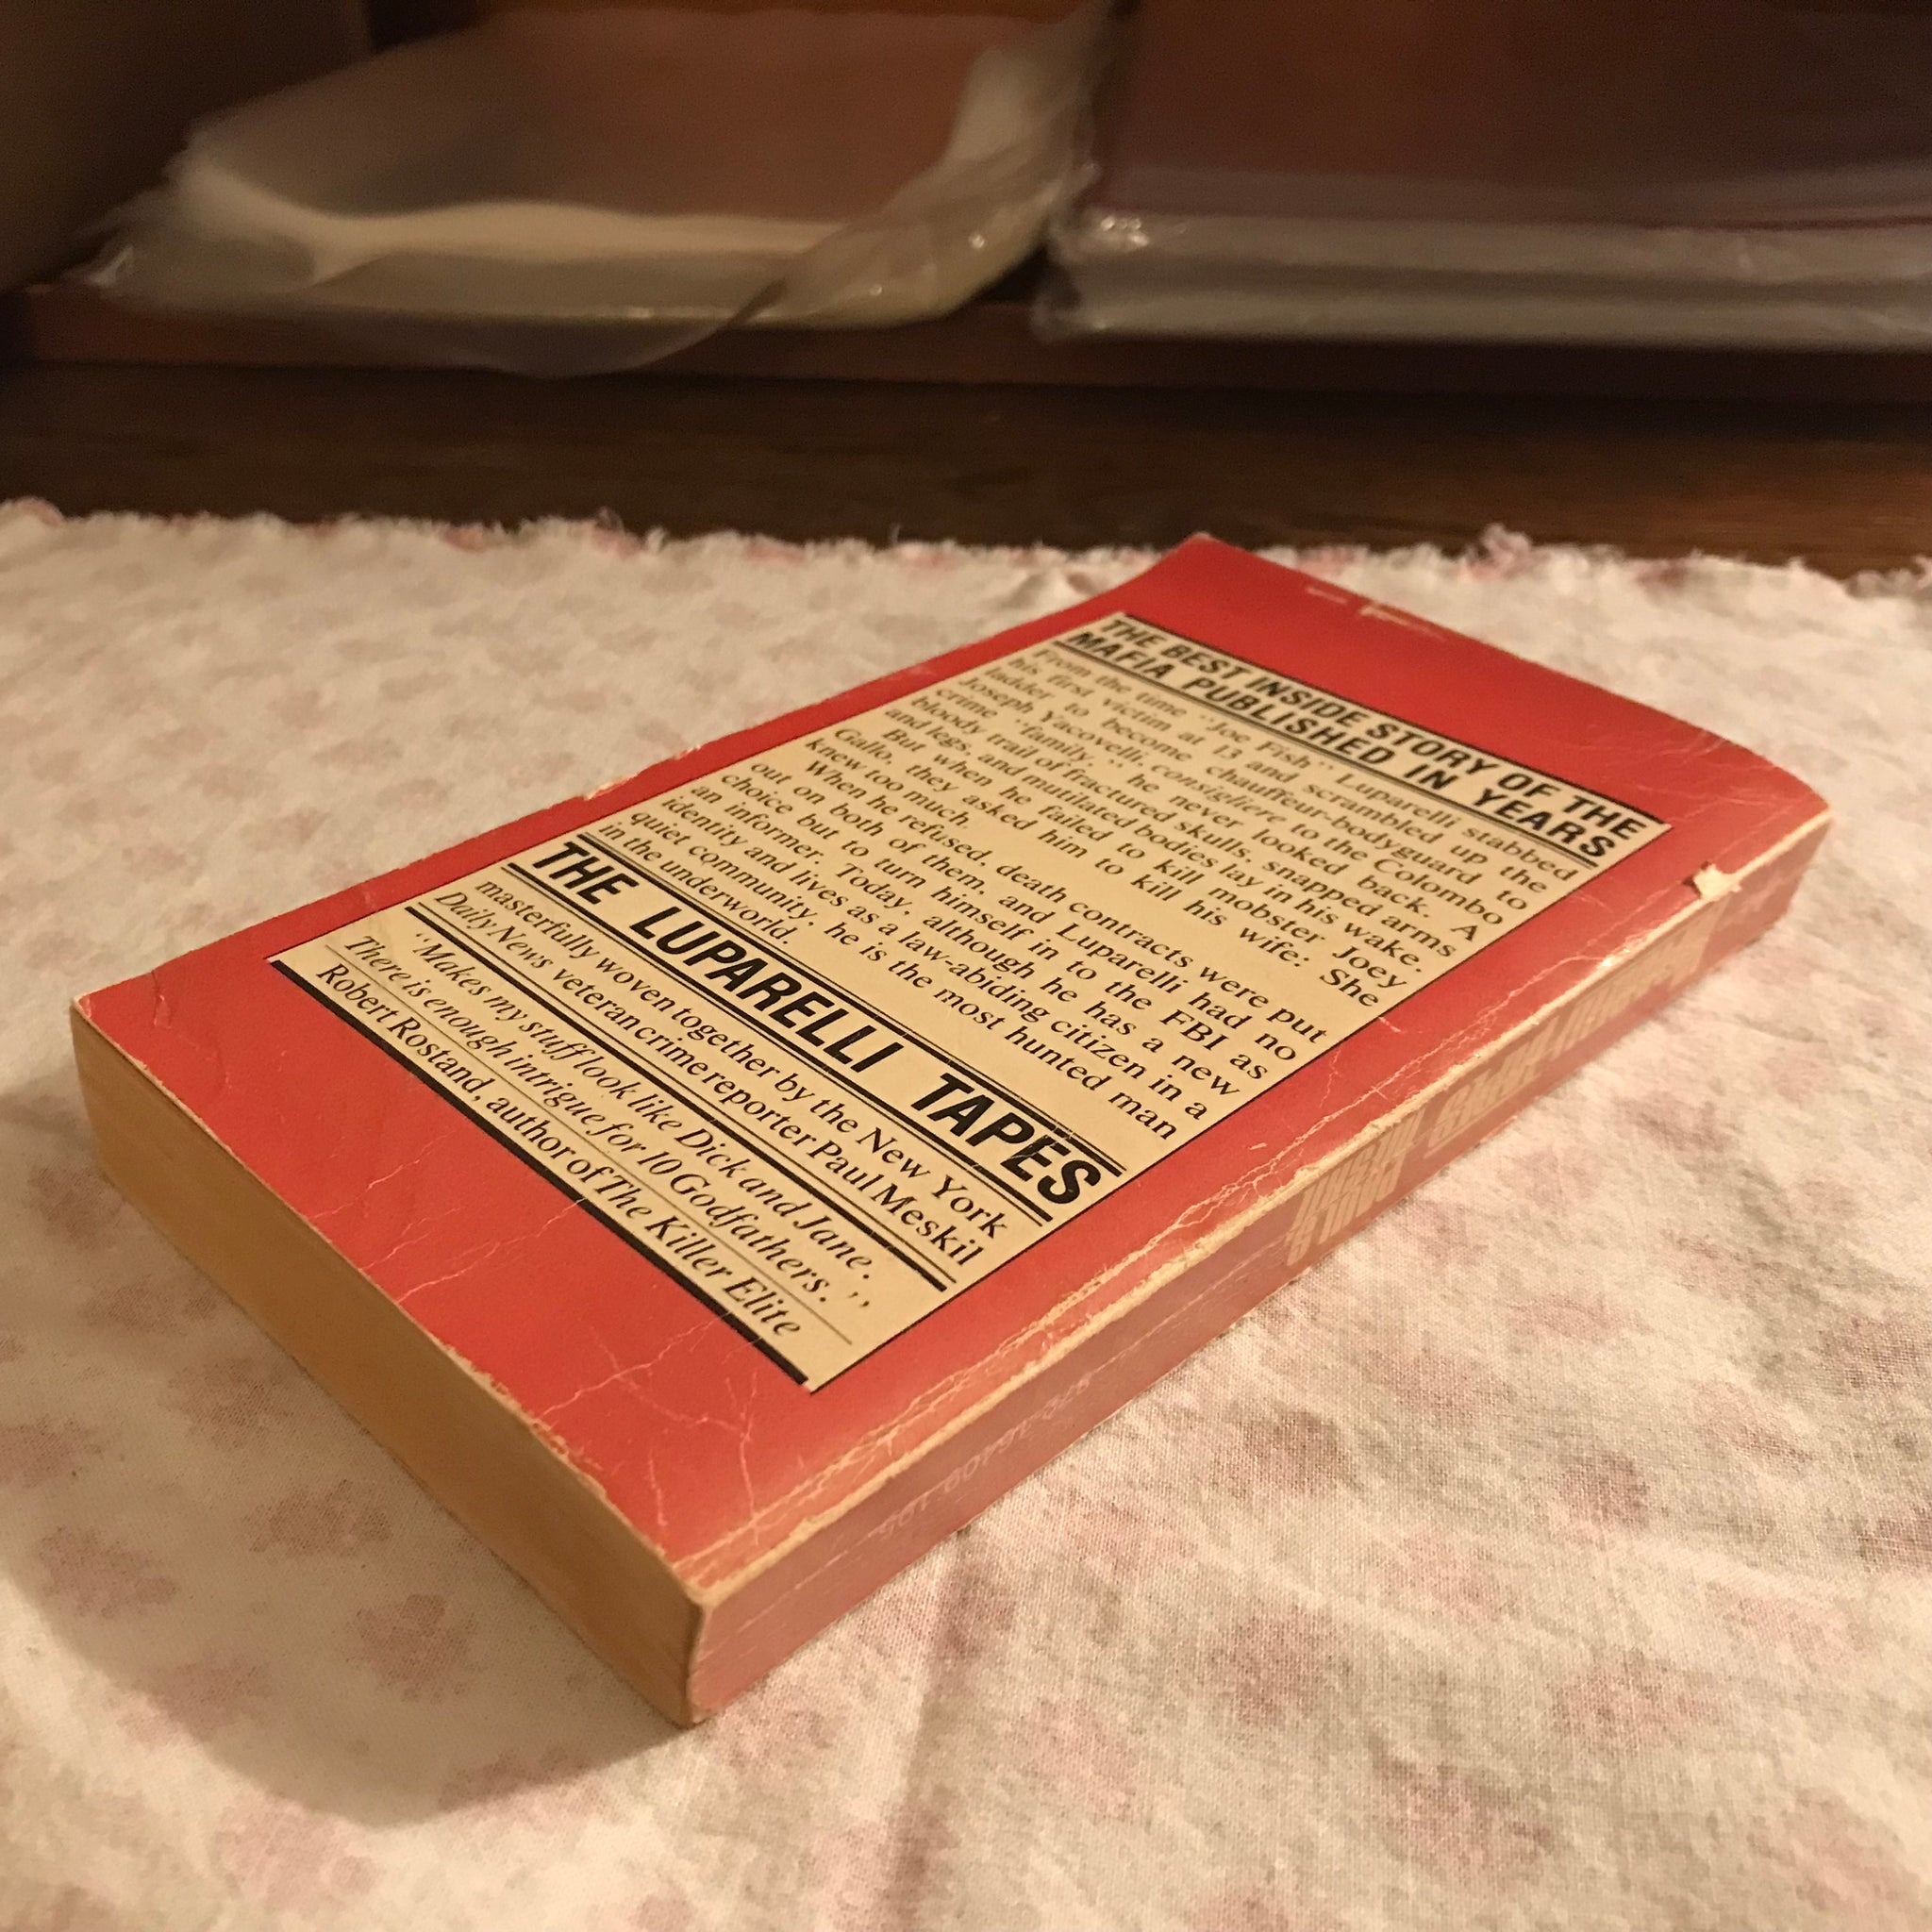 THE BEST INSIDE STORY OF THE
MAFIA PUBLISHED IN YEARS
From the time "Joe Fish" Luparelli stabbed
his first victim at 13 and scrambled up the
ladder to become chauffeur-bodyguard to
Joseph Yacovelli, consigliere to the Colombo
crime "family," he never looked back. A
bloody trail of fractured skulls, snapped arms
and legs, and mutilated bodies lay in his wake.
But when he failed to kill mobster Joey
Gallo, they asked him to kill his wife: She
knew too much.
When he refused, death contracts were put
out on both of them, and Luparelli had no
choice but to turn himself in to the FBI as
an informer. Today, although he has a new
identity and lives as a law-abiding citizen in a
quiet community, he is the most hunted man
in the underworld.
THE LUPARELLI TAPES
masterfully woven together by the New York
Daily News veteran crime reporter Paul Meskil
"Makes my stuff look like Dick and Jane.
There is enough intrigue for 10 Godfathers."
Robert Rostand, author of The Killer Elite